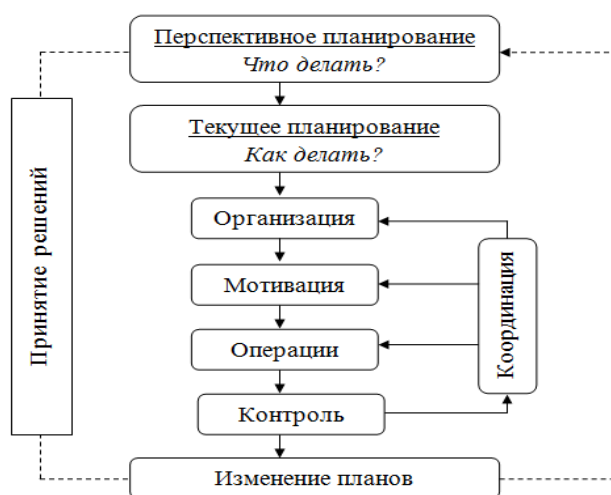 Перспективное планирование
Что делать?
Текущее планирование
Как делать?
Принятие решений
Организация
Мотивация
Операции
Координация
Контроль
Изменение планов